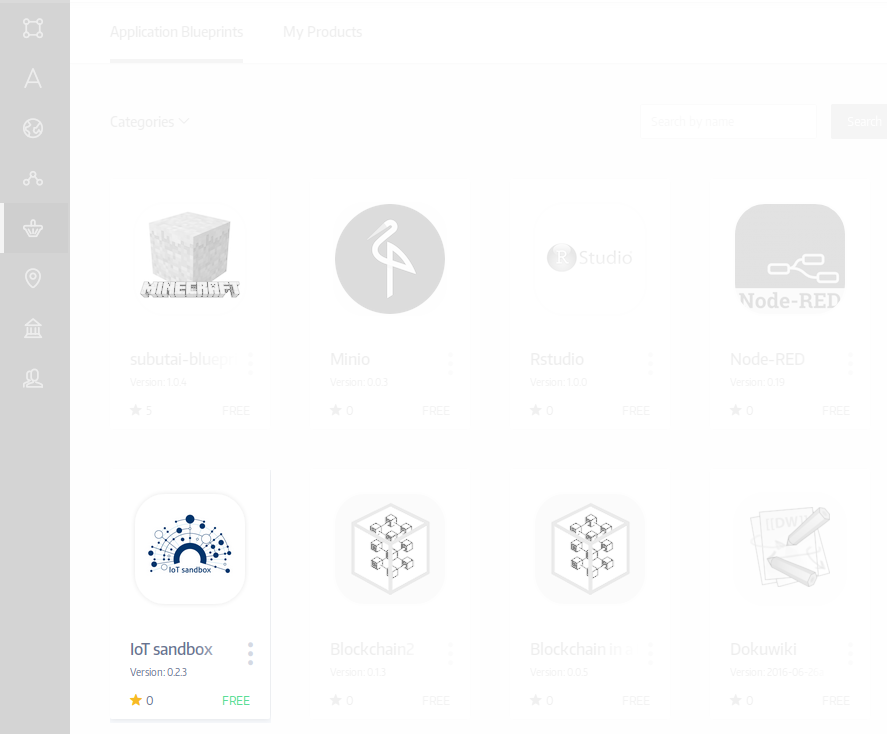 Application Blueprints My Products
Categories
Search by name Search
MINECRAFT
R Studio
Node-RED
subutai-bluep
Version: 1.0.4
5 FREE
Minio
Version: 0.0.3
0 FREE
Rstudio
Version: 1.0.0
0 FREE
Node-RED
Version: 0.19
0 FREE
IoT sandbox
IoT sandbox
Version: 0.2.3
0 FREE
Blockchain2
Version: 0.1.3
0 FREE
Blockchain in a
Version: 0.0.5
0 FREE
[[DW]]
Dokuwiki
Version: 2016-06-2
0 FREE